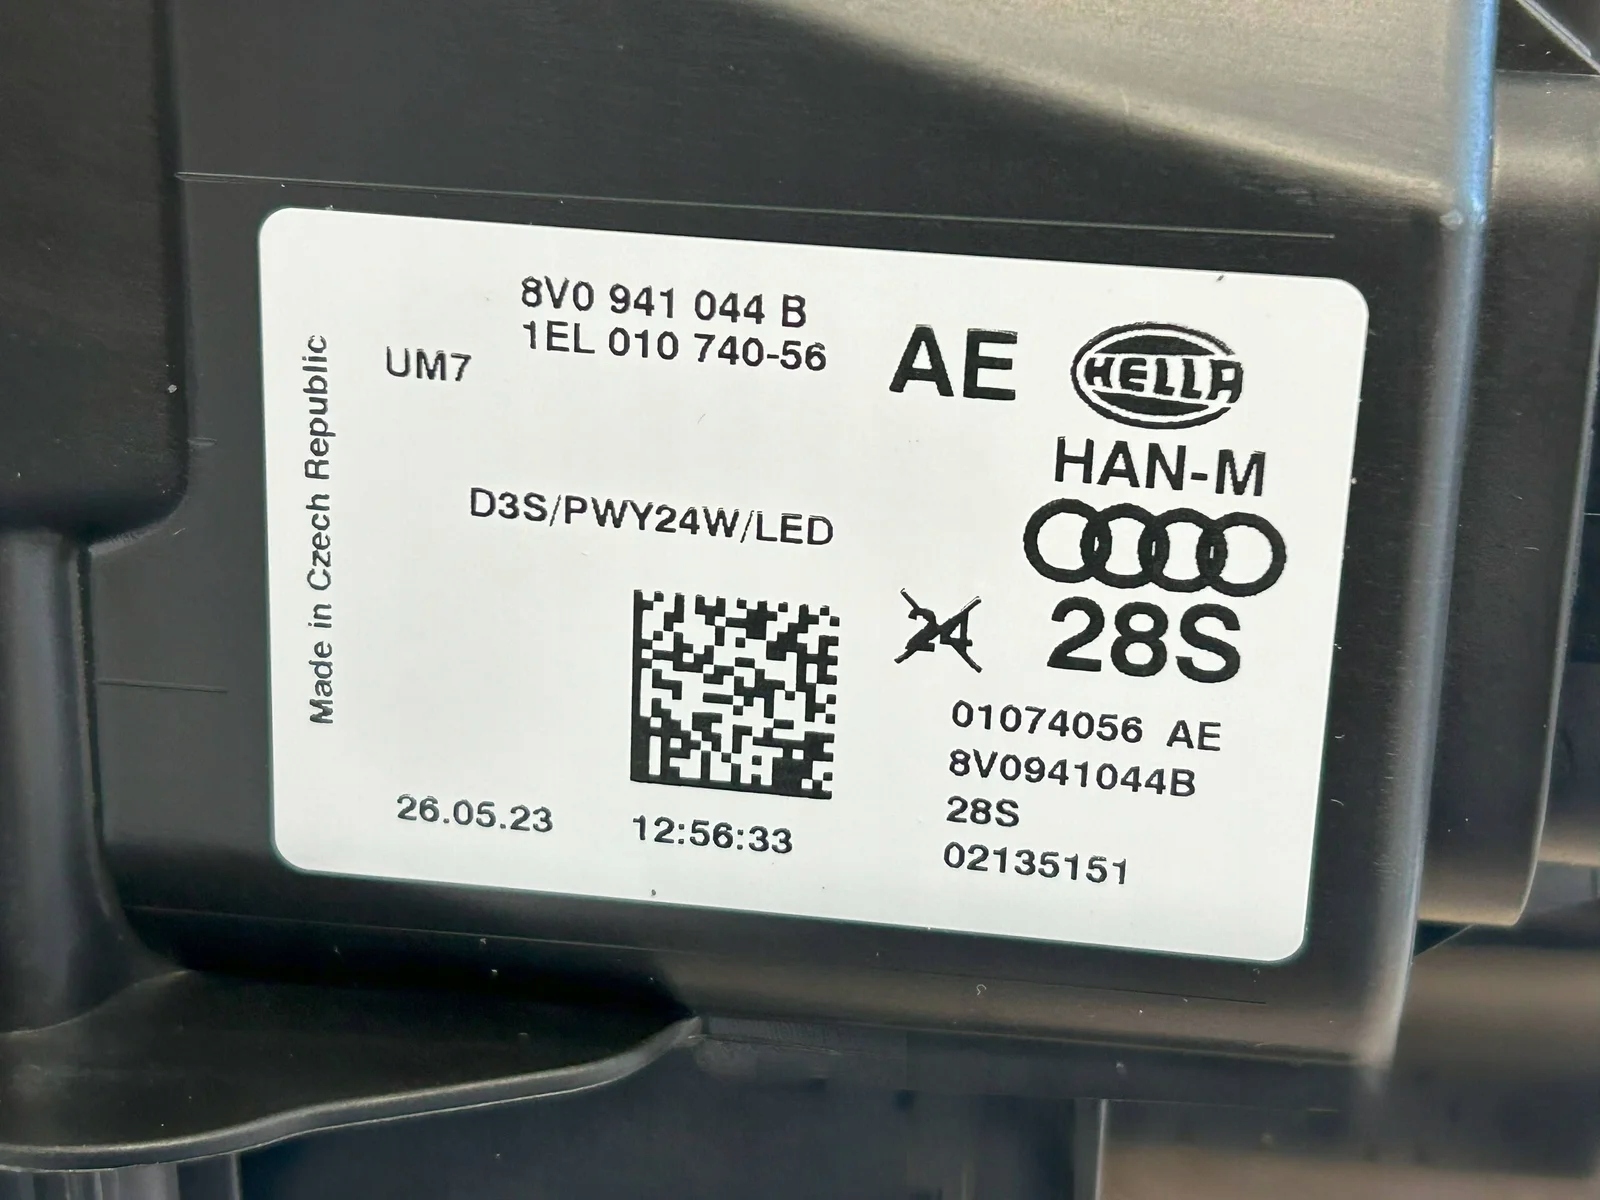 8V0 941 044 B
1EL 010 740-56
UM7
AE
HELLA
HAN-M
Made in Czech Republic
D3S/PWY24W/LED
24
28S
01074056 AE
8V0941044B
28S
02135151
26.05.23
12:56:33